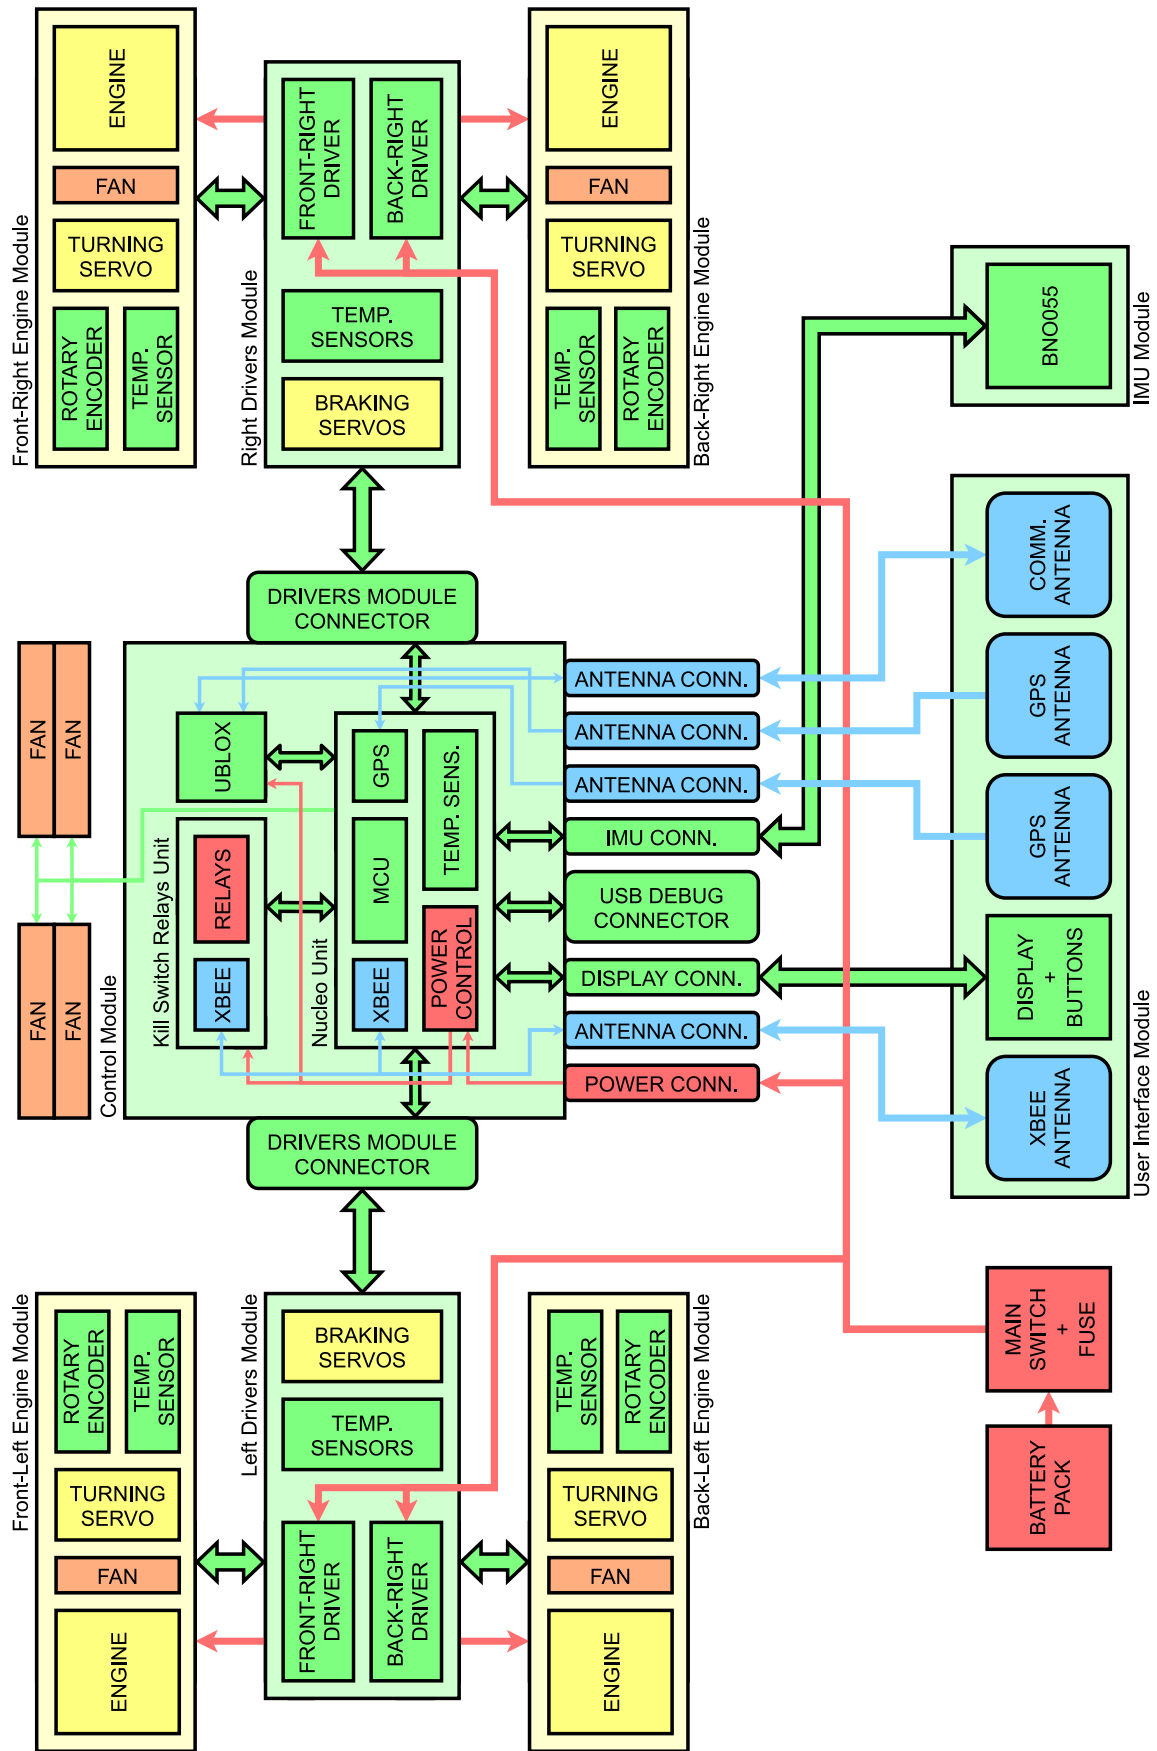 Front-Right Engine Module
ENGINE
FAN
TURNING
SERVO
ROTARY
ENCODER
TEMP.
SENSOR
Right Drivers Module
FRONT-RIGHT
DRIVER
BACK-RIGHT
DRIVER
TEMP.
SENSORS
BRAKING
SERVOS
Back-Right Engine Module
ENGINE
FAN
TURNING
SERVO
TEMP.
SENSOR
ROTARY
ENCODER
IMU Module
BNO055
FAN
FAN
FAN
FAN
Control Module
DRIVERS MODULE
CONNECTOR
UBLOX
Kill Switch Relays Unit
RELAYS
XBEE
Nucleo Unit
GPS
TEMP. SENS.
MCU
XBEE
POWER
CONTROL
ANTENNA CONN.
ANTENNA CONN.
ANTENNA CONN.
IMU CONN.
USB DEBUG
CONNECTOR
DISPLAY CONN.
ANTENNA CONN.
POWER CONN.
DRIVERS MODULE
CONNECTOR
User Interface Module
COMM.
ANTENNA
GPS
ANTENNA
GPS
ANTENNA
DISPLAY
+
BUTTONS
XBEE
ANTENNA
Front-Left Engine Module
ROTARY
ENCODER
TEMP.
SENSOR
TURNING
SERVO
FAN
ENGINE
Left Drivers Module
BRAKING
SERVOS
TEMP.
SENSORS
FRONT-RIGHT
DRIVER
BACK-RIGHT
DRIVER
Back-Left Engine Module
TEMP.
SENSOR
ROTARY
ENCODER
TURNING
SERVO
FAN
ENGINE
MAIN
SWITCH
+
FUSE
BATTERY
PACK